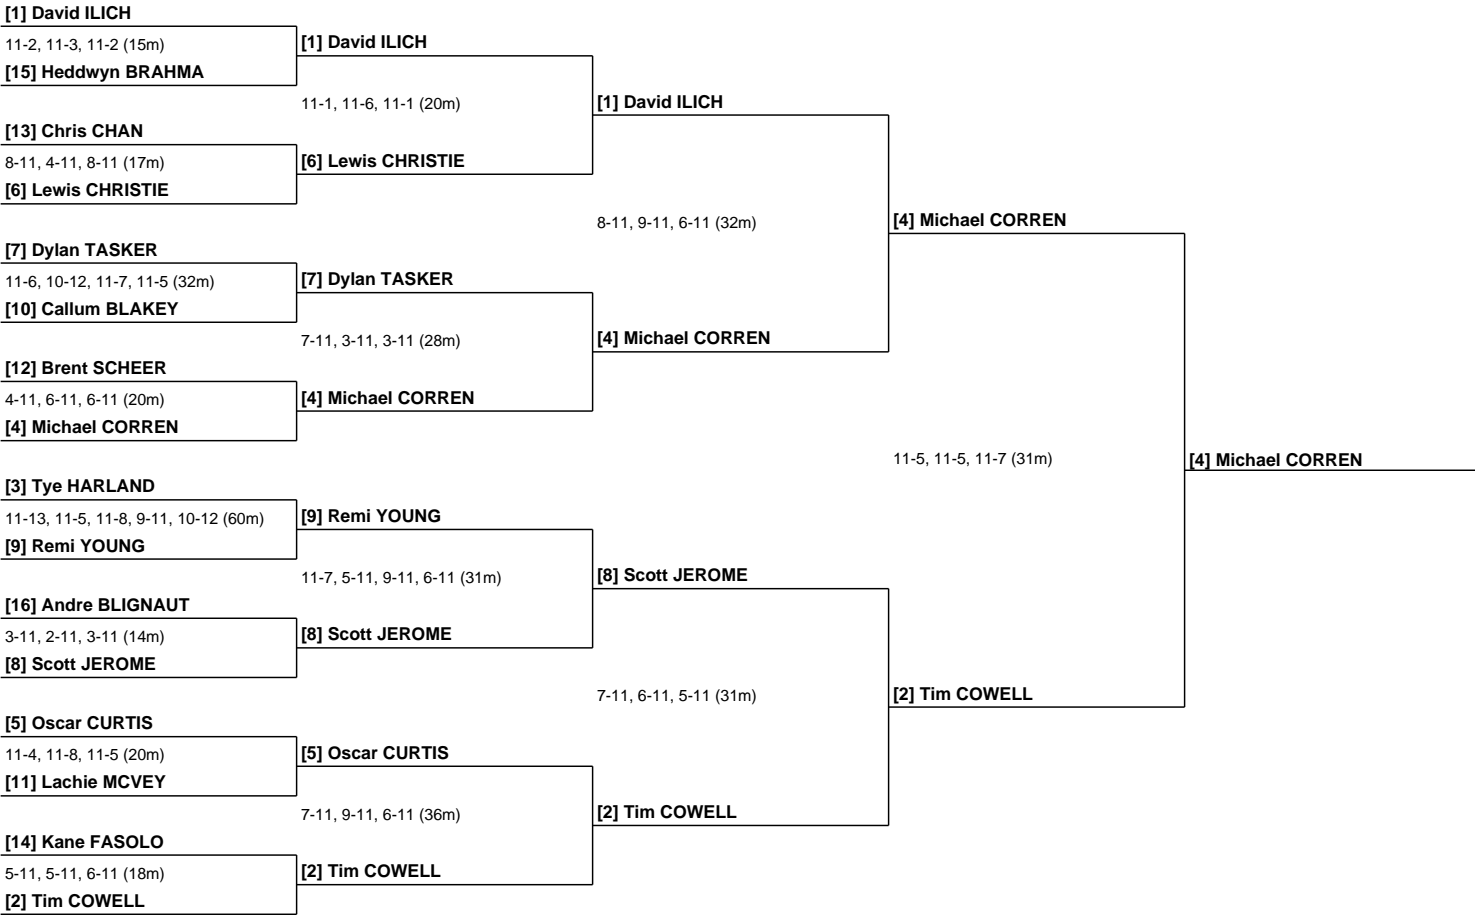 [1] David ILICH
11-2, 11-3, 11-2 (15m)
[15] Heddwyn BRAHMA
[13] Chris CHAN
8-11, 4-11, 8-11 (17m)
[6] Lewis CHRISTIE
[7] Dylan TASKER
11-6, 10-12, 11-7, 11-5 (32m)
[10] Callum BLAKEY
[12] Brent SCHEER
4-11, 6-11, 6-11 (20m)
[4] Michael CORREN
[3] Tye HARLAND
11-13, 11-5, 11-8, 9-11, 10-12 (60m)
[9] Remi YOUNG
[16] Andre BLIGNAUT
3-11, 2-11, 3-11 (14m)
[8] Scott JEROME
[5] Oscar CURTIS
11-4, 11-8, 11-5 (20m)
[11] Lachie MCVEY
[14] Kane FASOLO
5-11, 5-11, 6-11 (18m)
[2] Tim COWELL
[1] David ILICH
11-1, 11-6, 11-1 (20m)
[6] Lewis CHRISTIE
[7] Dylan TASKER
7-11, 3-11, 3-11 (28m)
[4] Michael CORREN
[9] Remi YOUNG
11-7, 5-11, 9-11, 6-11 (31m)
[8] Scott JEROME
[5] Oscar CURTIS
7-11, 9-11, 6-11 (36m)
[2] Tim COWELL
[1] David ILICH
8-11, 9-11, 6-11 (32m)
[4] Michael CORREN
[8] Scott JEROME
7-11, 6-11, 5-11 (31m)
[2] Tim COWELL
[4] Michael CORREN
11-5, 11-5, 11-7 (31m)
[2] Tim COWELL
[4] Michael CORREN